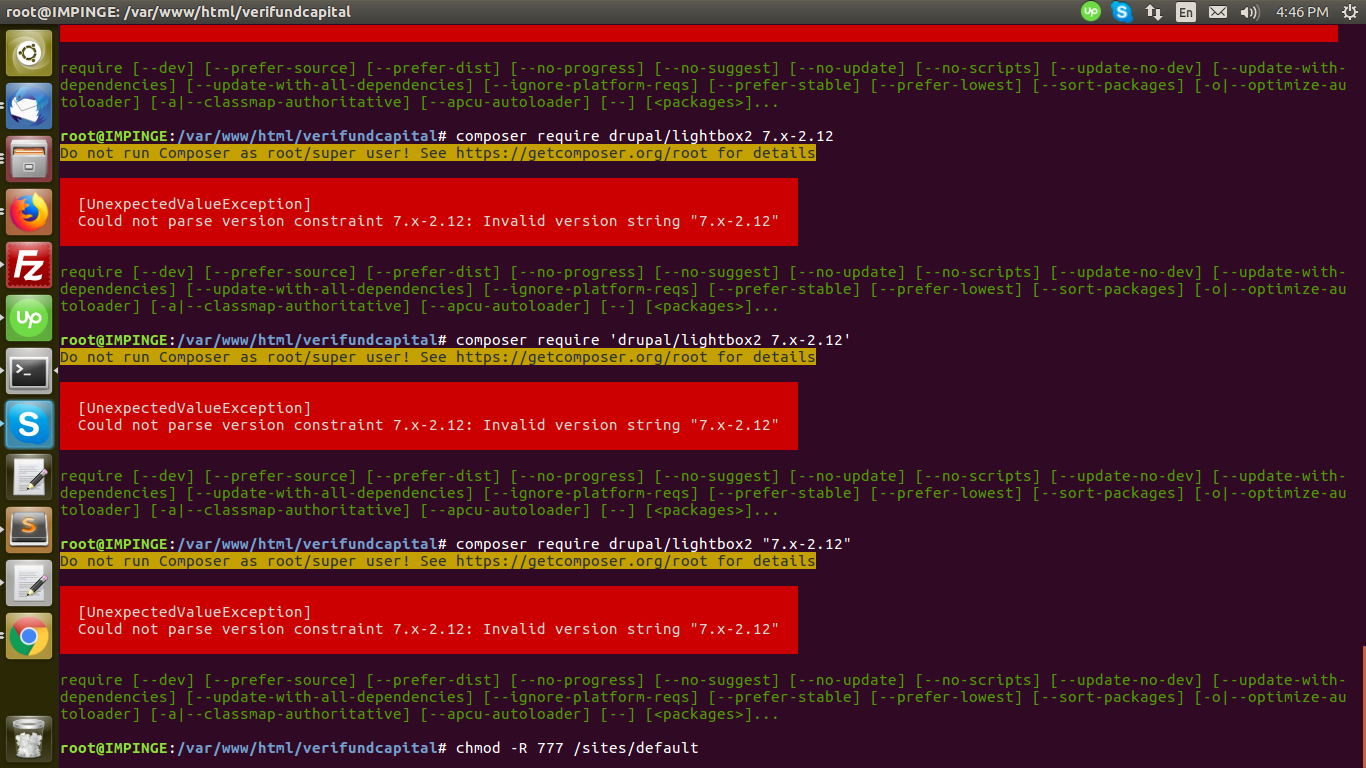 root@IMPINGE: /var/www/html/verifundcapital
Up
S
En
4:46 PM
require [--dev] [--prefer-source] [--prefer-dist] [--no-progress] [--no-suggest] [--no-update] [--no-scripts] [--update-no-dev] [--update-with-
dependencies] [--update-with-all-dependencies] [--ignore-platform-reqs] [--prefer-stable] [--prefer-lowest] [--sort-packages] [-o|--optimize-au
toloader] [-a|--classmap-authoritative] [--apcu-autoloader] [--] [<packages>]...
root@IMPINGE:/var/www/html/verifundcapital# composer require drupal/lightbox2 7.x-2.12
Do not run Composer as root/super user! See https://getcomposer.org/root for details
[UnexpectedValueException]
Could not parse version constraint 7.x-2.12: Invalid version string "7.x-2.12"
require [--dev] [--prefer-source] [--prefer-dist] [--no-progress] [--no-suggest] [--no-update] [--no-scripts] [--update-no-dev] [--update-with-
dependencies] [--update-with-all-dependencies] [--ignore-platform-reqs] [--prefer-stable] [--prefer-lowest] [--sort-packages] [-o|--optimize-au
toloader] [-a|--classmap-authoritative] [--apcu-autoloader] [--] [<packages>]...
root@IMPINGE:/var/www/html/verifundcapital# composer require 'drupal/lightbox2 7.x-2.12'
Do not run Composer as root/super user! See https://getcomposer.org/root for details
[UnexpectedValueException]
Could not parse version constraint 7.x-2.12: Invalid version string "7.x-2.12"
require [--dev] [--prefer-source] [--prefer-dist] [--no-progress] [--no-suggest] [--no-update] [--no-scripts] [--update-no-dev] [--update-with-
dependencies] [--update-with-all-dependencies] [--ignore-platform-reqs] [--prefer-stable] [--prefer-lowest] [--sort-packages] [-o|--optimize-au
toloader] [-a|--classmap-authoritative] [--apcu-autoloader] [--] [<packages>]...
root@IMPINGE:/var/www/html/verifundcapital# composer require drupal/lightbox2 "7.x-2.12"
Do not run Composer as root/super user! See https://getcomposer.org/root for details
[UnexpectedValueException]
Could not parse version constraint 7.x-2.12: Invalid version string "7.x-2.12"
require [--dev] [--prefer-source] [--prefer-dist] [--no-progress] [--no-suggest] [--no-update] [--no-scripts] [--update-no-dev] [--update-with-
dependencies] [--update-with-all-dependencies] [--ignore-platform-reqs] [--prefer-stable] [--prefer-lowest] [--sort-packages] [-o|--optimize-au
toloader] [-a|--classmap-authoritative] [--apcu-autoloader] [--] [<packages>]...
root@IMPINGE:/var/www/html/verifundcapital# chmod -R 777 /sites/default
Fz
Up
>_
S
S